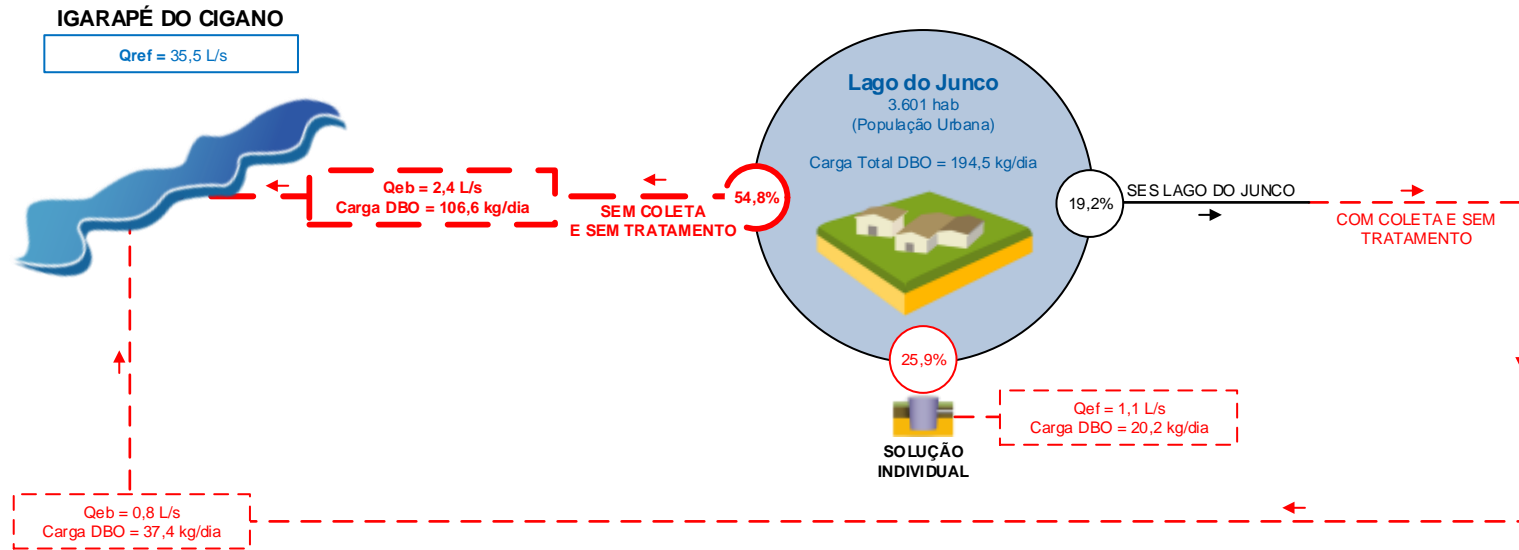 IGARAPÉ DO CIGANO
Qref = 35,5 L/s
Lago do Junco
3.601 hab
(População Urbana)
Carga Total DBO = 194,5 kg/dia
Qeb = 2,4 L/s
Carga DBO = 106,6 kg/dia
SEM COLETA
E SEM TRATAMENTO
54,8%
19,2%
SES LAGO DO JUNCO
COM COLETA E SEM
TRATAMENTO
25,9%
Qef = 1,1 L/s
Carga DBO = 20,2 kg/dia
SOLUÇÃO
INDIVIDUAL
Qeb = 0,8 L/s
Carga DBO = 37,4 kg/dia